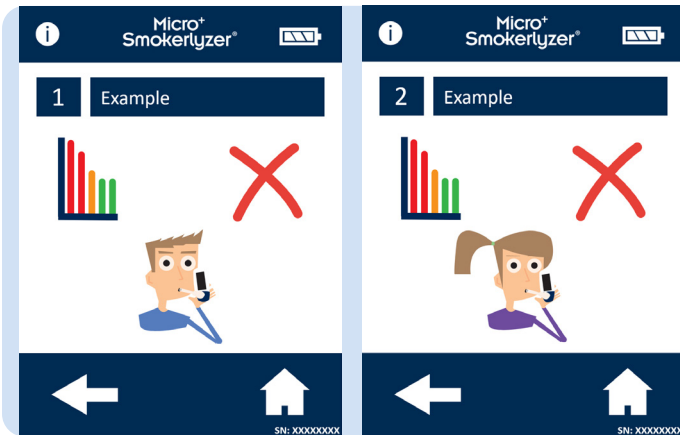 i
Micro+
Smokerlyzer®
1
Example
SN: XXXXXXXX
i
Micro+
Smokerlyzer®
2
Example
SN: XXXXXXXX